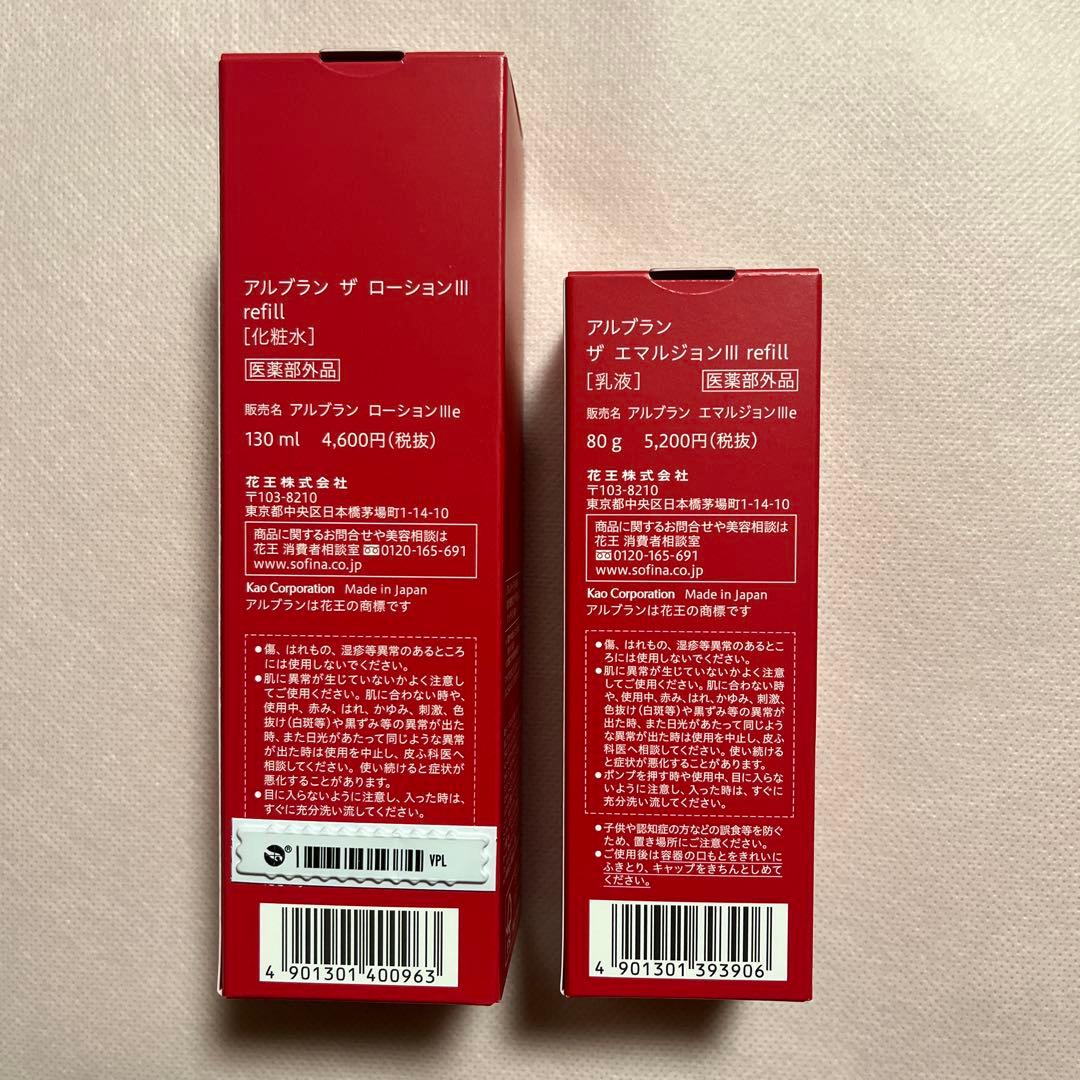 アルブラン ザ ローションIII
refill
[化粧水]
医薬部外品
販売名 アルブラン ローションIIIe
130 ml 4,600円(税抜)
花王株式会社
〒103-8210
東京都中央区日本橋茅場町1-14-10
商品に関するお問合せや美容相談は
花王 消費者相談室 0120-165-691
www.sofina.co.jp
Kao Corporation Made in Japan
アルブランは花王の商標です
●傷、はれもの、湿疹等異常のあるところ
には使用しないでください。
●肌に異常が生じていないかよく注意し
てご使用ください。肌に合わない時や、
使用中、赤み、はれ、かゆみ、刺激、色
抜け(白斑等)や黒ずみ等の異常が出た
時、また日光があたって同じような異常
が出た時は使用を中止し、皮ふ科医へ
相談してください。使い続けると症状が
悪化することがあります。
●目に入らないように注意し、入った時は、
すぐに充分洗い流してください。
VPL
4 901301 400963
アルブラン
ザ エマルジョンIII refill
[乳液] 医薬部外品
販売名 アルブラン エマルジョンIIIe
80 g 5,200円(税抜)
花王株式会社
〒103-8210
東京都中央区日本橋茅場町1-14-10
商品に関するお問合せや美容相談は
花王 消費者相談室
0120-165-691
www.sofina.co.jp
Kao Corporation Made in Japan
アルブランは花王の商標です
●傷、はれもの、湿疹等異常のあるとこ
ろには使用しないでください。
●肌に異常が生じていないかよく注意
してご使用ください。肌に合わない時
や、使用中、赤み、はれ、かゆみ、刺激、
色抜け(白斑等)や黒ずみ等の異常が
出た時、また日光があたって同じよう
な異常が出た時は使用を中止し、皮ふ
科医へ相談してください。使い続ける
と症状が悪化することがあります。
●ポンプを押す時や使用中、目に入らな
いように注意し、入った時は、すぐに
充分洗い流してください。
●子供や認知症の方などの誤食等を防ぐ
ため、置き場所にご注意ください。
●ご使用後は容器の口もとをきれいに
ふきとり、キャップをきちんとしめて
ください。
4 901301 393906